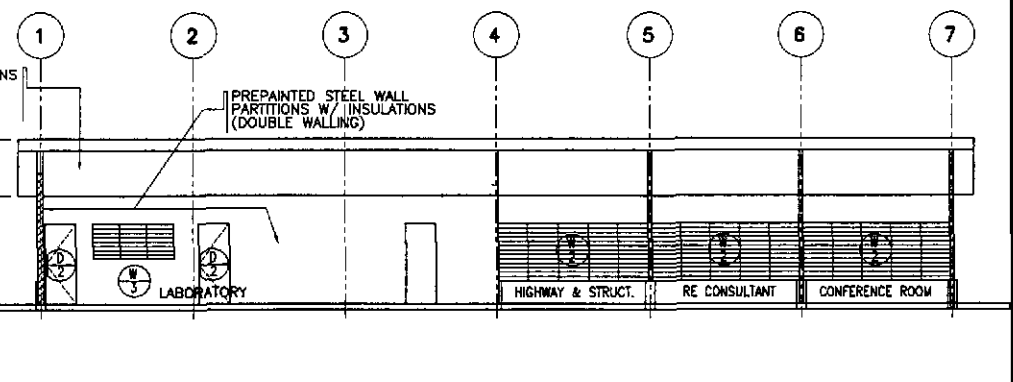 1 2 3 4 5 6 7
NS
PREPAINTED STEEL WALL
PARTITIONS W/ INSULATIONS
(DOUBLE WALLING)
D
2
W
3
D
2
W
2
W
2
W
2
LABORATORY
HIGHWAY & STRUCT.
RE CONSULTANT
CONFERENCE ROOM